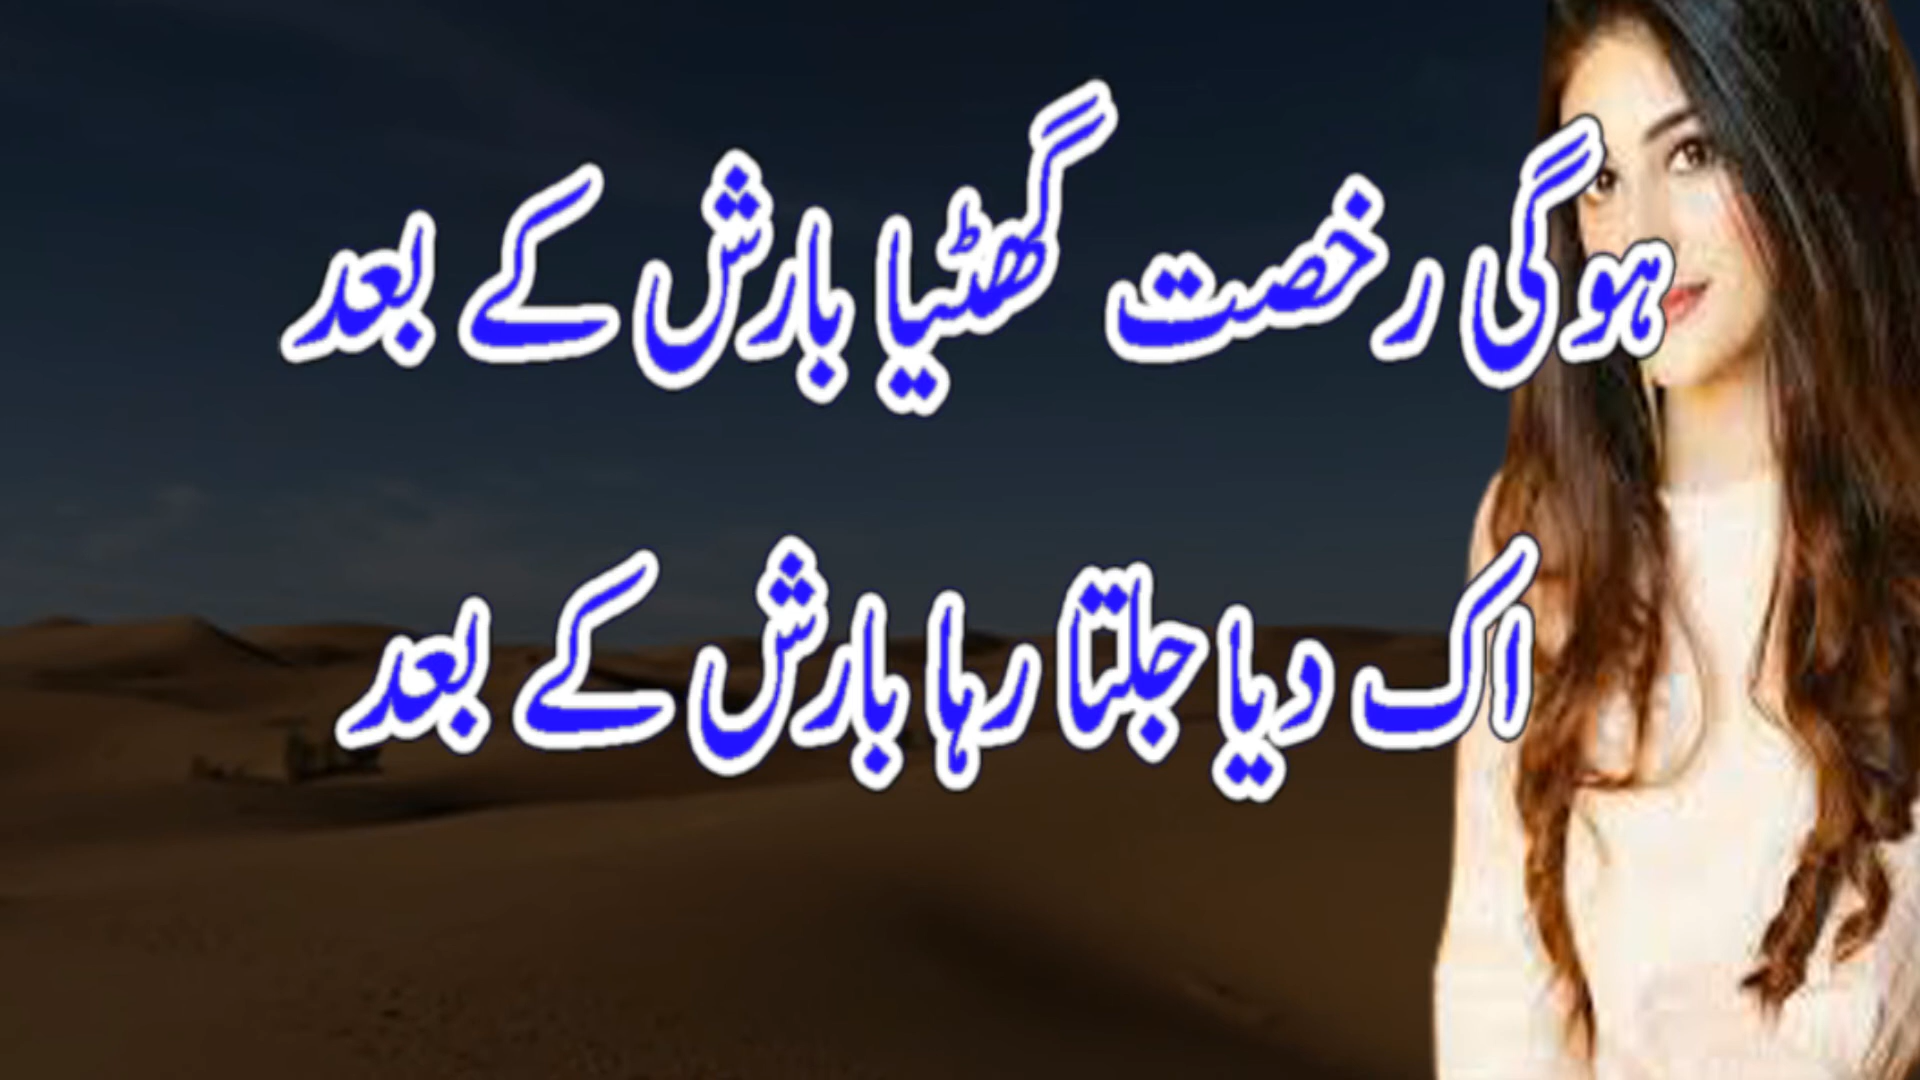 ہوگی رخصت گھٹیا بارش کے بعد
اک دیا جلتا رہا بارش کے بعد